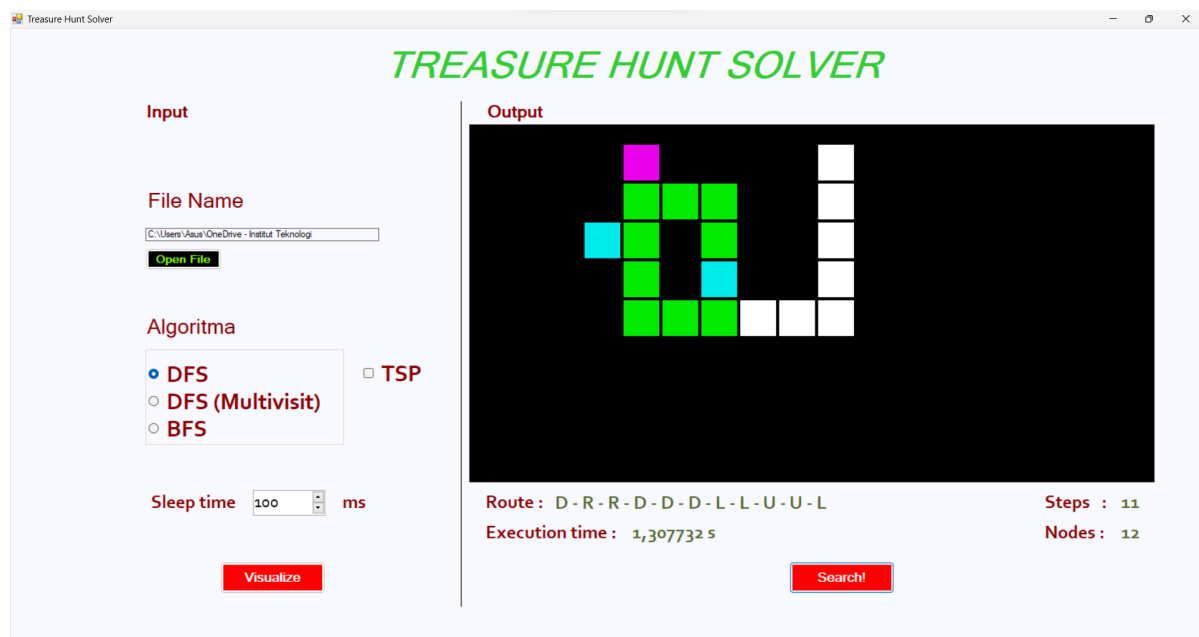 Treasure Hunt Solver
TREASURE HUNT SOLVER
Input
Output
File Name
C:\Users\Asus\OneDrive - Institut Teknologi
Open File
Algoritma
DFS
TSP
DFS (Multivisit)
BFS
Sleep time 100 ms
Route : D - R - R - D - D - D - L - L - U - U - L
Steps : 11
Execution time : 1,307732 s
Nodes : 12
Visualize
Search!